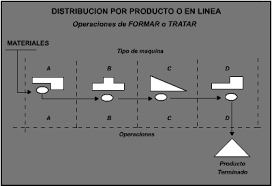 DISTRIBUCION POR PRODUCTO O EN LINEA
Operaciones de FORMAR o TRATAR
MATERIALES
Tipo de maquina
A B C D
A B C D
Operaciones
Producto
Terminado